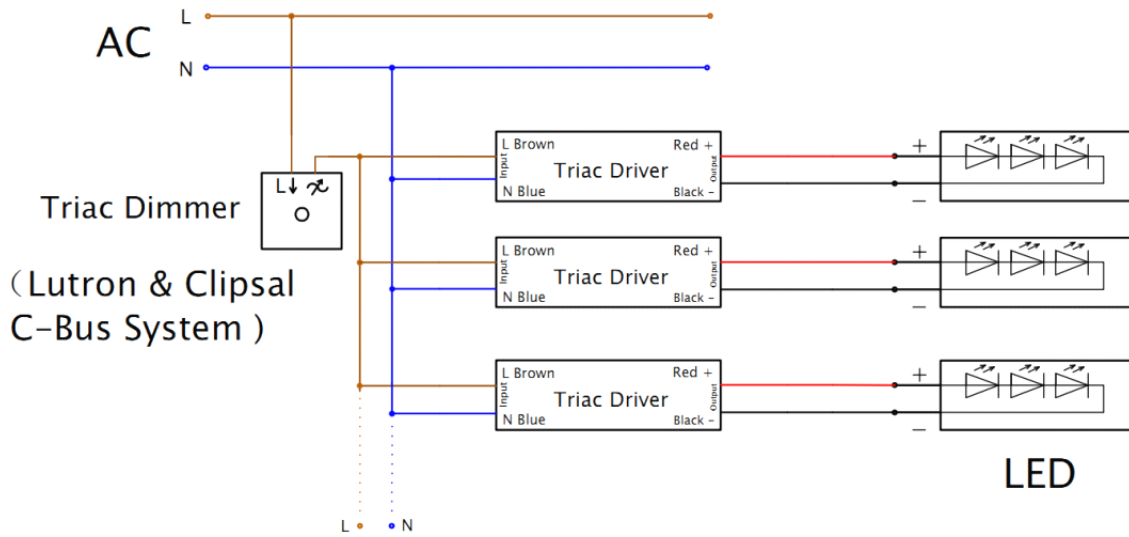 L
AC
N
L Brown
Red +
Input
Triac Driver
Output
N Blue
Black -
+
−
L
Triac Dimmer
(Lutron & Clipsal
C-Bus System )
L Brown
Red +
Input
Triac Driver
Output
N Blue
Black -
+
−
L Brown
Red +
Input
Triac Driver
Output
N Blue
Black -
+
−
LED
L
N